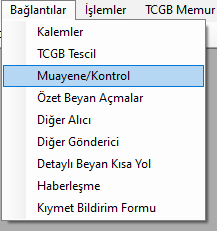 Bağlantılar İşlemler TCGB Memur
Kalemler
TCGB Tescil
Muayene/Kontrol
Özet Beyan Açmalar
Diğer Alıcı
Diğer Gönderici
Detaylı Beyan Kısa Yol
Haberleşme
Kıymet Bildirim Formu